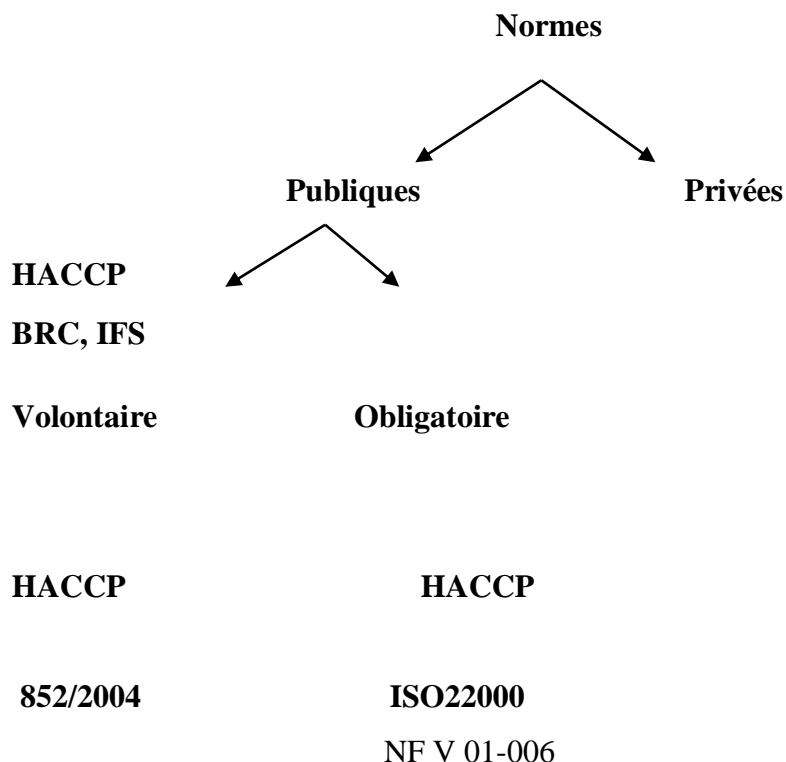 Normes
Publiques Privées
HACCP
BRC, IFS
Volontaire Obligatoire
HACCP HACCP
852/2004 ISO22000
NF V 01-006